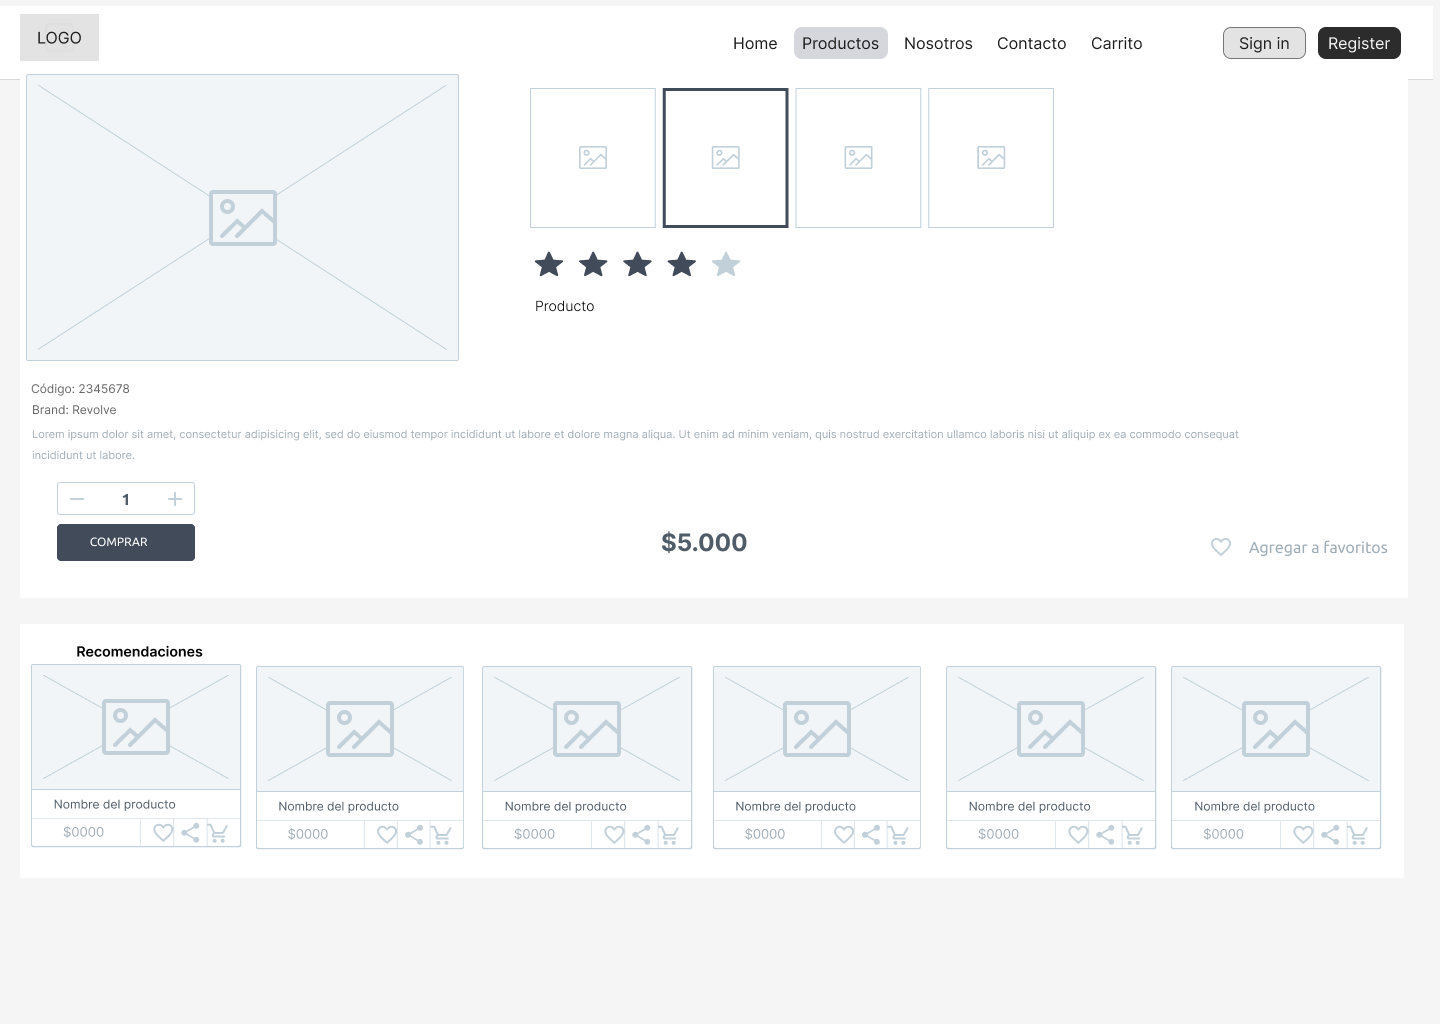 LOGO
Home Productos Nosotros Contacto Carrito Sign in Register
Producto
Código: 2345678
Brand: Revolve
Lorem ipsum dolor sit amet, consectetur adipisicing elit, sed do eiusmod tempor incididunt ut labore et dolore magna aliqua. Ut enim ad minim veniam, quis nostrud exercitation ullamco laboris nisi ut aliquip ex ea commodo consequat
incididunt ut labore.
1
COMPRAR
$5.000
Agregar a favoritos
Recomendaciones
Nombre del producto Nombre del producto Nombre del producto Nombre del producto Nombre del producto Nombre del producto
$0000 $0000 $0000 $0000 $0000 $0000